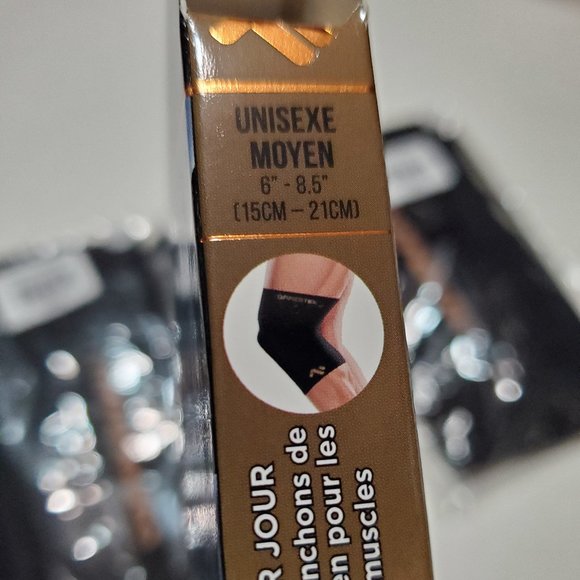 UNISEXE
MOYEN
6" - 8.5"
(15CM – 21CM)
R JOUR
nchons de
en pour les
muscles